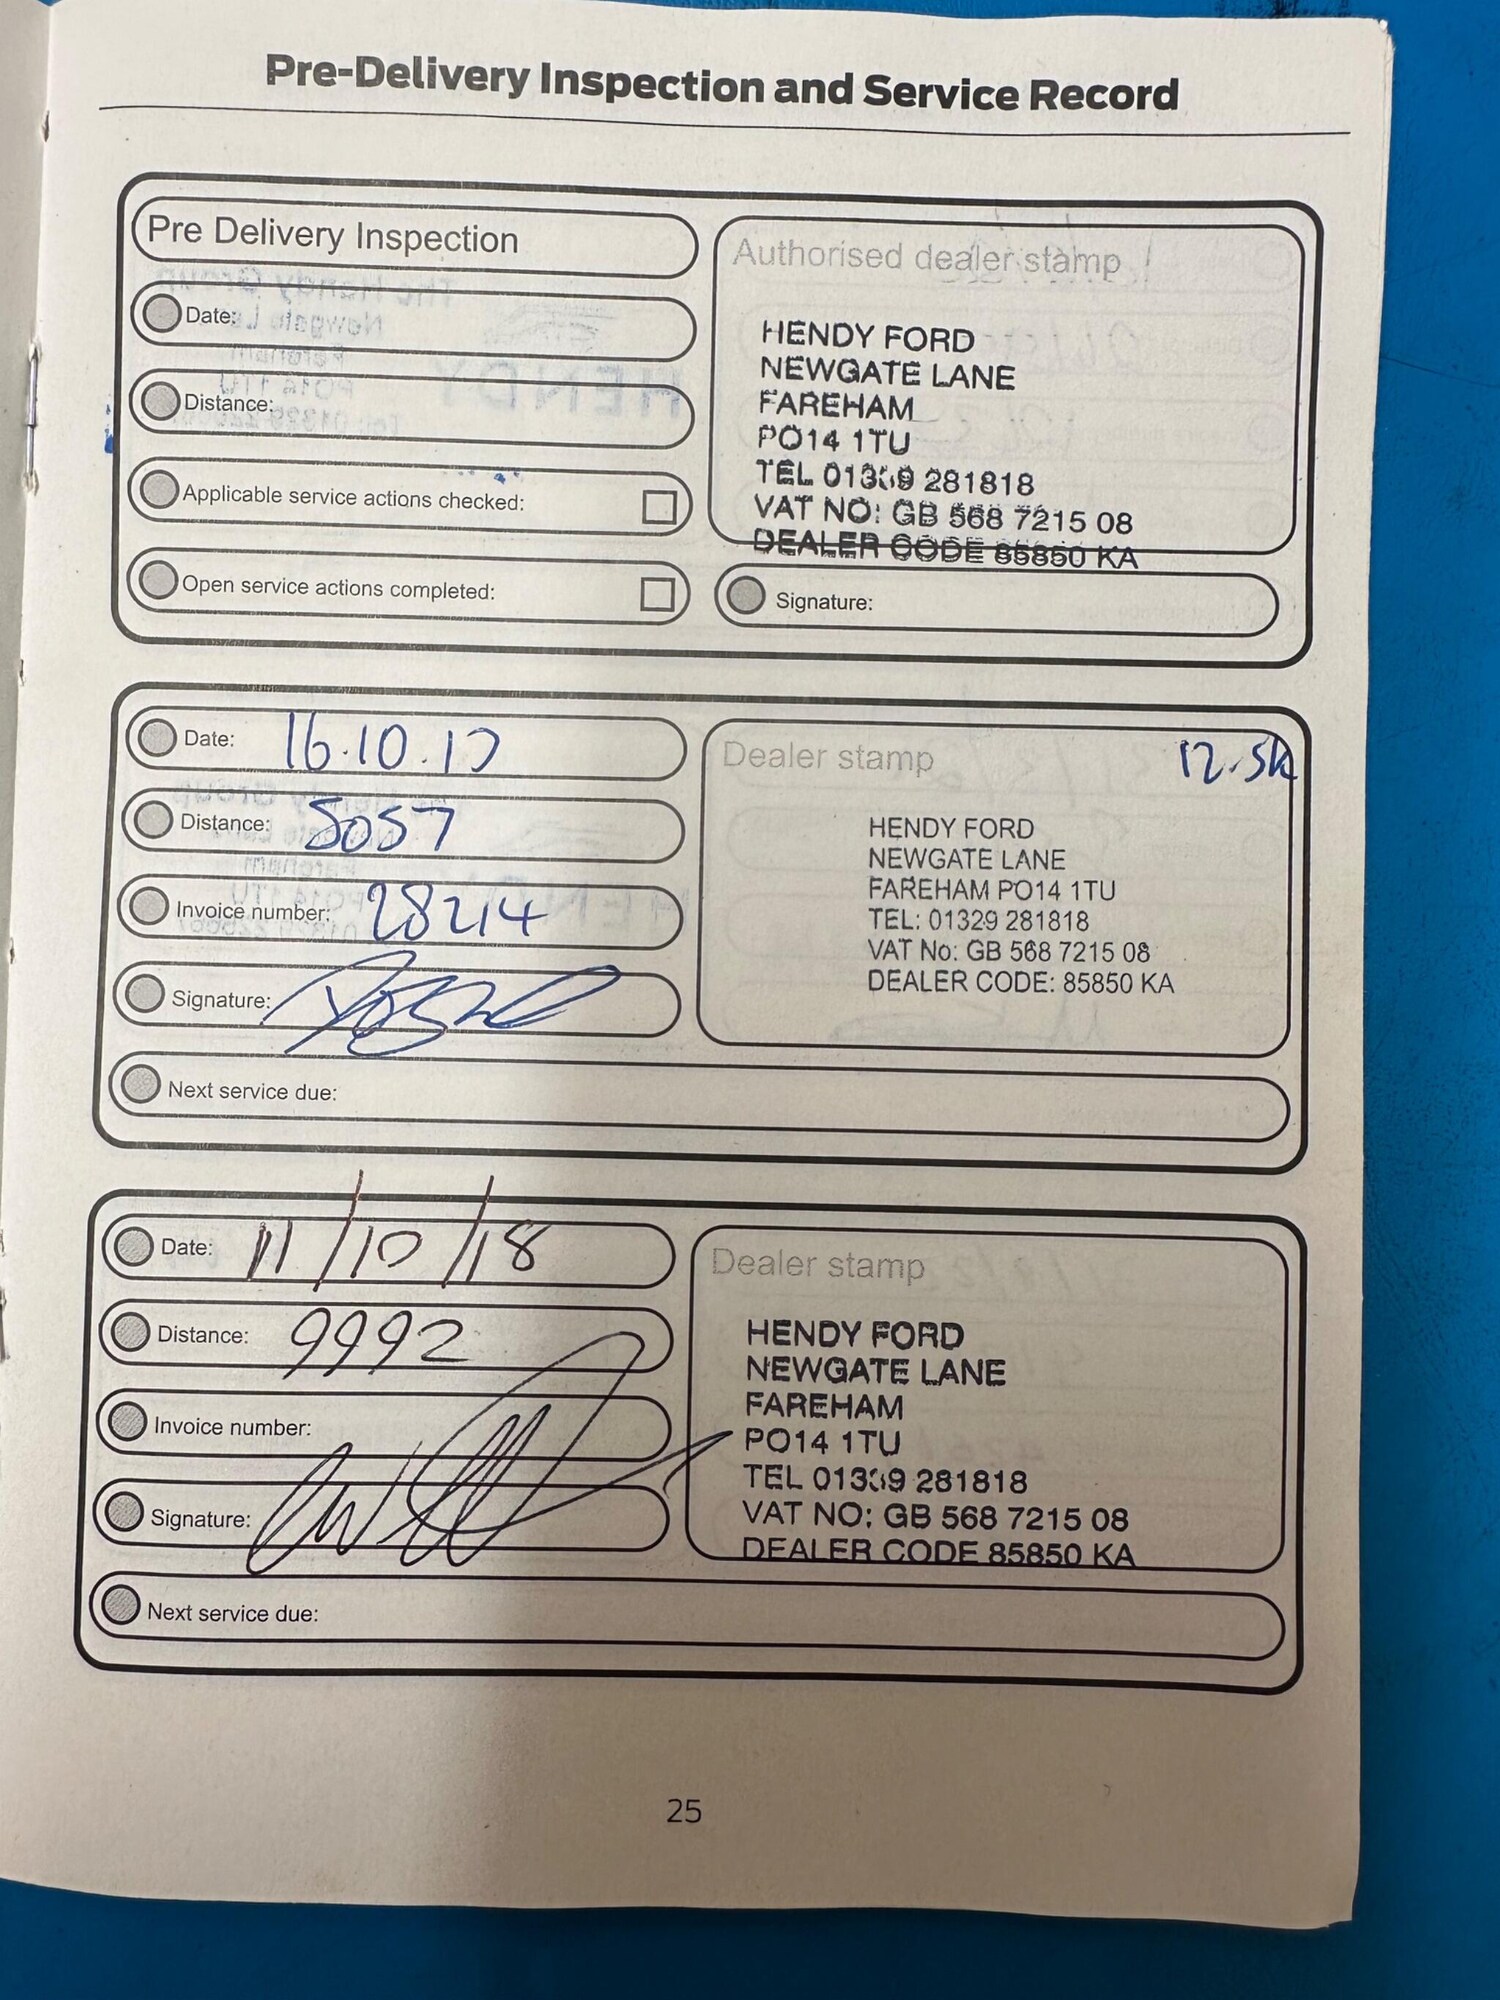 Pre-Delivery Inspection and Service Record
Pre Delivery Inspection
Date:
Distance:
Applicable service actions checked:
Open service actions completed:
Authorised dealer stamp
HENDY FORD
NEWGATE LANE
FAREHAM
PO14 1TU
TEL 01329 281818
VAT NO: GB 568 7215 08
DEALER CODE 85850 KA
Signature:
Date: 16.10.17
Distance: 5057
Invoice number: 28214
Signature:
Next service due:
Dealer stamp 12.5k
HENDY FORD
NEWGATE LANE
FAREHAM PO14 1TU
TEL: 01329 281818
VAT No: GB 568 7215 08
DEALER CODE: 85850 KA
Date: 11/10/18
Distance: 9992
Invoice number:
Signature:
Next service due:
Dealer stamp
HENDY FORD
NEWGATE LANE
FAREHAM
PO14 1TU
TEL 01329 281818
VAT NO: GB 568 7215 08
DEALER CODE 85850 KA
25